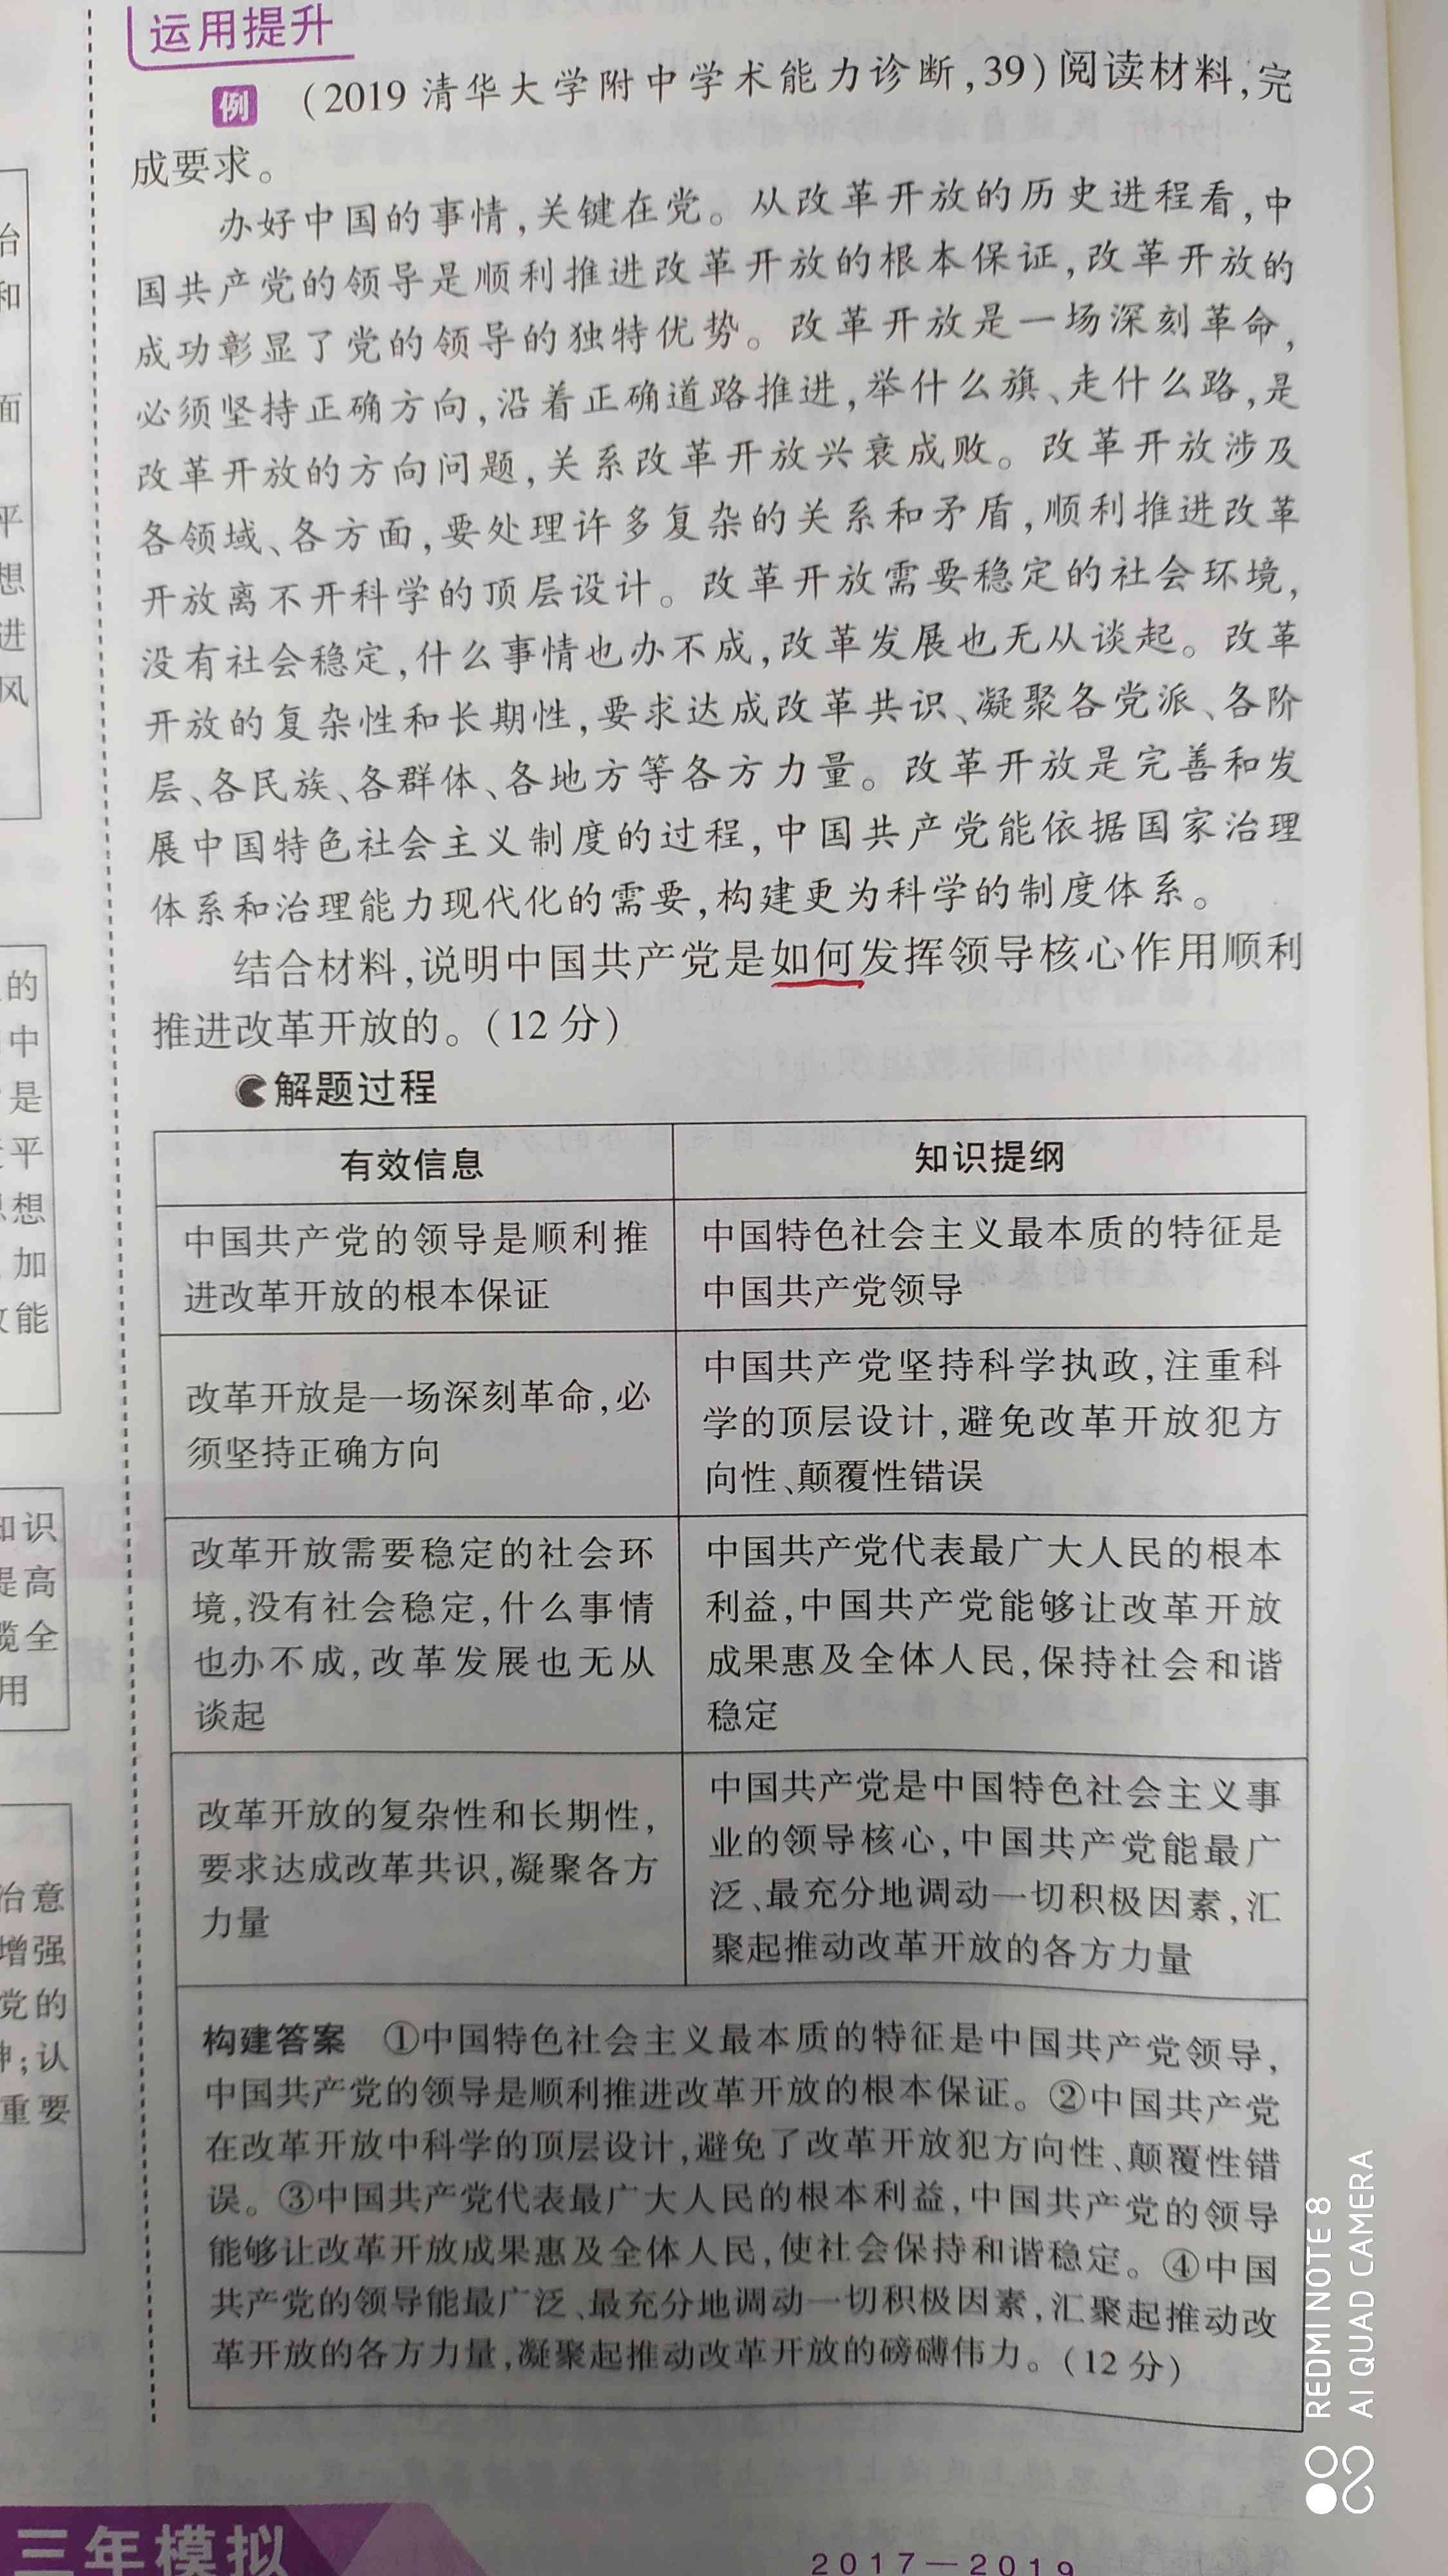 运用提升
例 (2019 清华大学附中学术能力诊断,39)阅读材料,完
成要求。
办好中国的事情,关键在党。从改革开放的历史进程看,中
国共产党的领导是顺利推进改革开放的根本保证,改革开放的
成功彰显了党的领导的独特优势。改革开放是一场深刻革命,
必须坚持正确方向,沿着正确道路推进,举什么旗、走什么路,是
改革开放的方向问题,关系改革开放兴衰成败。改革开放涉及
各领域、各方面,要处理许多复杂的关系和矛盾,顺利推进改革
开放离不开科学的顶层设计。改革开放需要稳定的社会环境,
没有社会稳定,什么事情也办不成,改革发展也无从谈起。改革
开放的复杂性和长期性,要求达成改革共识、凝聚各党派、各阶
层、各民族、各群体、各地方等各方力量。改革开放是完善和发
展中国特色社会主义制度的过程,中国共产党能依据国家治理
体系和治理能力现代化的需要,构建更为科学的制度体系。
结合材料,说明中国共产党是如何发挥领导核心作用顺利
推进改革开放的。(12 分)
解题过程
有效信息
知识提纲
中国共产党的领导是顺利推
进改革开放的根本保证
中国特色社会主义最本质的特征是
中国共产党领导
改革开放是一场深刻革命,必
须坚持正确方向
中国共产党坚持科学执政,注重科
学的顶层设计,避免改革开放犯方
向性、颠覆性错误
改革开放需要稳定的社会环
境,没有社会稳定,什么事情
也办不成,改革发展也无从
谈起
中国共产党代表最广大人民的根本
利益,中国共产党能够让改革开放
成果惠及全体人民,保持社会和谐
稳定
改革开放的复杂性和长期性,
要求达成改革共识,凝聚各方
力量
中国共产党是中国特色社会主义事
业的领导核心,中国共产党能最广
泛、最充分地调动一切积极因素,汇
聚起推动改革开放的各方力量
构建答案 ①中国特色社会主义最本质的特征是中国共产党领导,
中国共产党的领导是顺利推进改革开放的根本保证。②中国共产党
在改革开放中科学的顶层设计,避免了改革开放犯方向性、颠覆性错
误。③中国共产党代表最广大人民的根本利益,中国共产党的领导
能够让改革开放成果惠及全体人民,使社会保持和谐稳定。④中国
共产党的领导能最广泛、最充分地调动一切积极因素,汇聚起推动改
革开放的各方力量,凝聚起推动改革开放的磅礴伟力。(12 分)
三年模拟
2017—2019
和
面
平
想
进
风
的
中
是
平
想
加
能
知识
提高
揽全
用
治意
增强
党的
;认
重要
REDMI NOTE 8
AI QUAD CAMERA